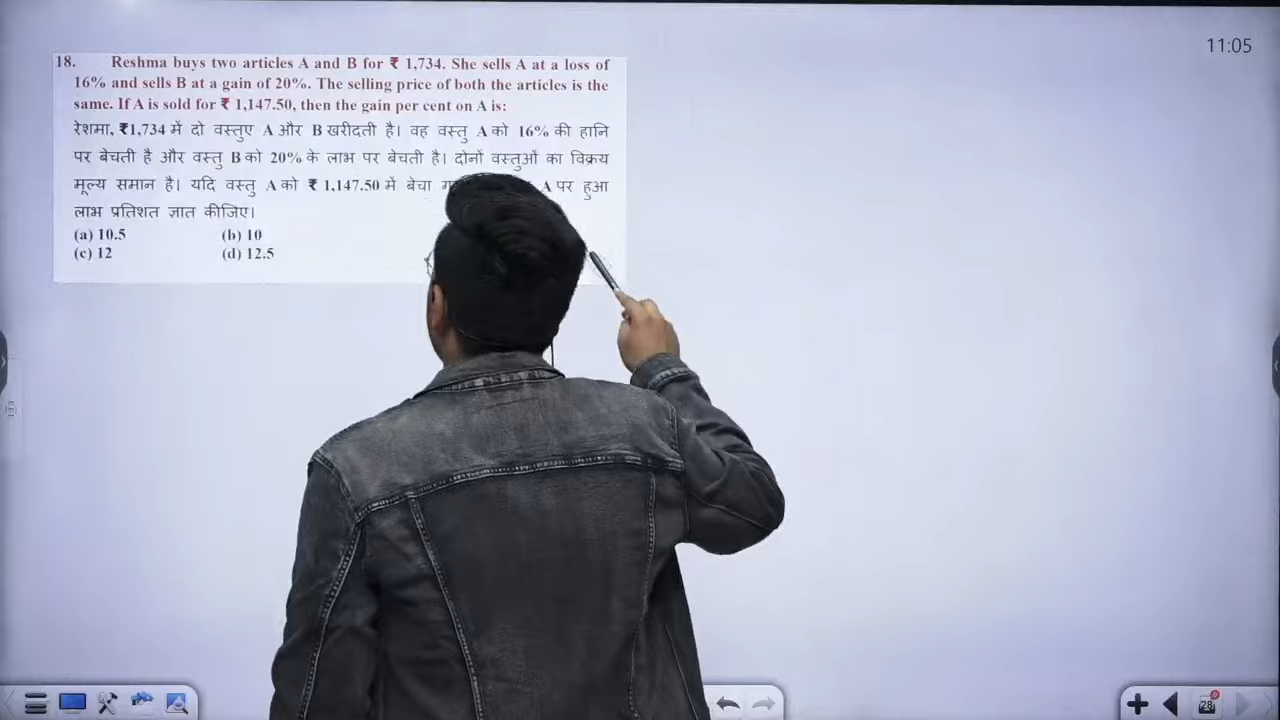 11:05
18. Reshma buys two articles A and B for ₹ 1,734. She sells A at a loss of
16% and sells B at a gain of 20%. The selling price of both the articles is the
same. If A is sold for ₹ 1,147.50, then the gain per cent on A is:
रेशमा, ₹1,734 में दो वस्तुए A और B खरीदती है। वह वस्तु A को 16% की हानि
पर बेचती है और वस्तु B को 20% के लाभ पर बेचती है। दोनों वस्तुओं का विक्रय
मूल्य समान है। यदि वस्तु A को ₹ 1,147.50 में बेचा A पर हुआ
लाभ प्रतिशत ज्ञात कीजिए।
(a) 10.5 (b) 10
(c) 12 (d) 12.5
28